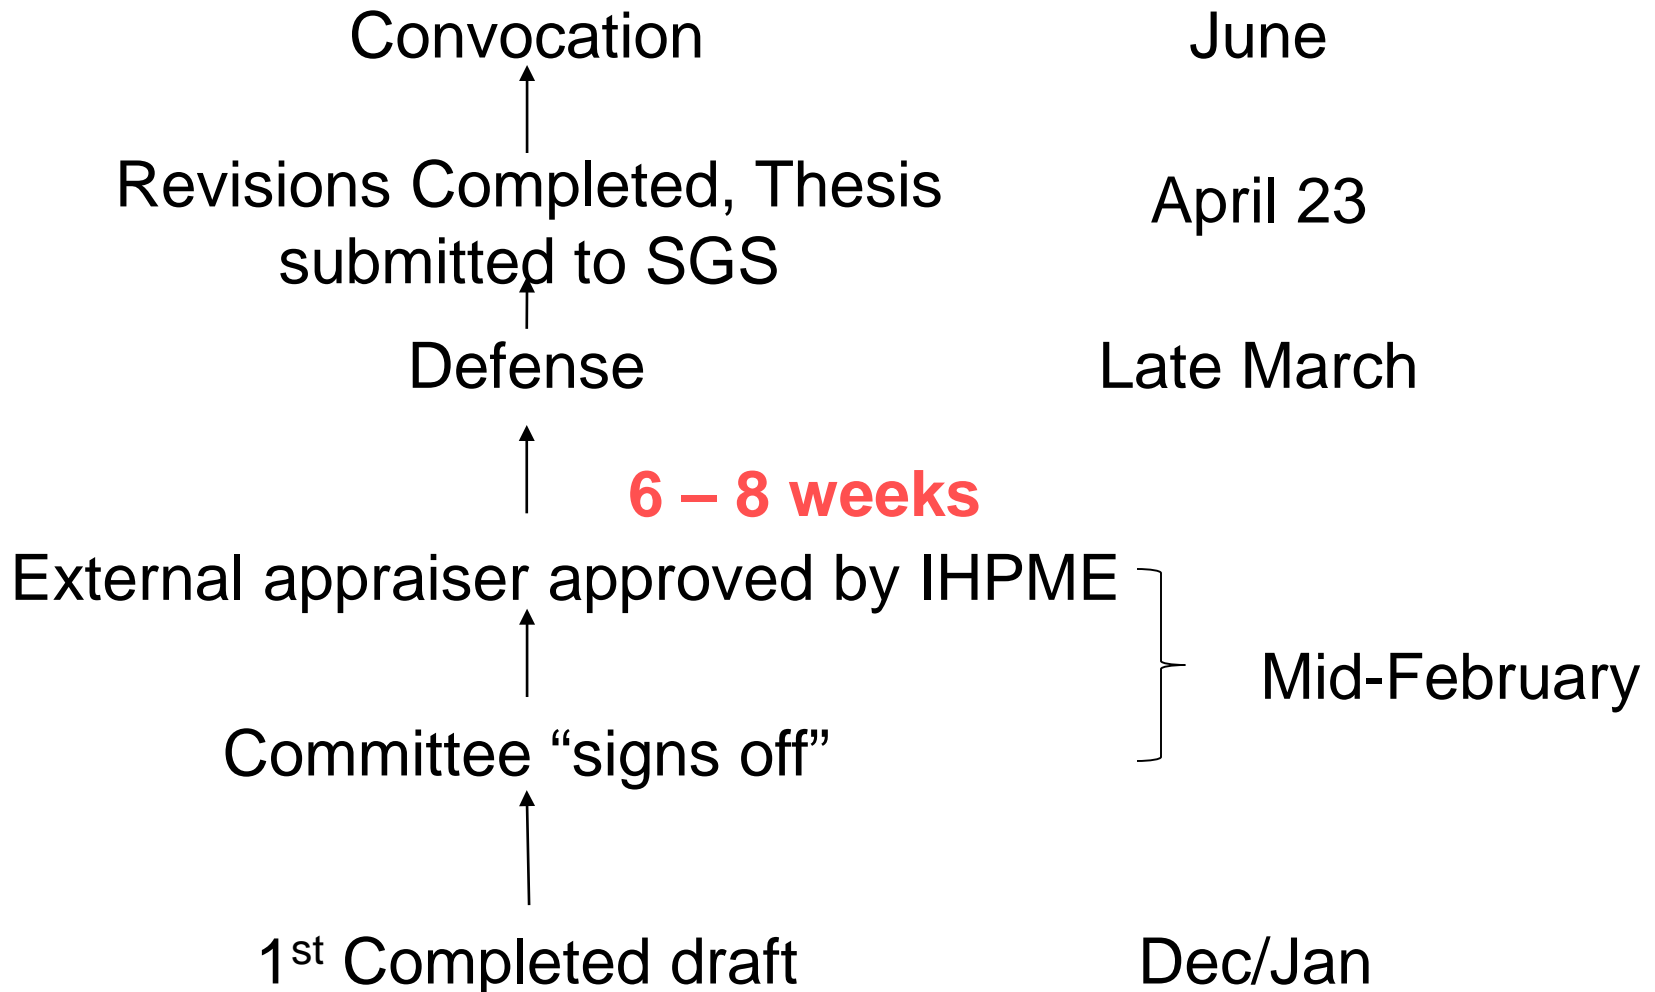 Convocation June
Revisions Completed, Thesis
submitted to SGS
April 23
Defense Late March
6 – 8 weeks
External appraiser approved by IHPME
Mid-February
Committee “signs off”
1st Completed draft Dec/Jan